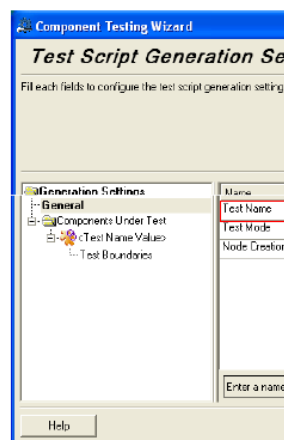 Component Testing Wizard
Test Script Generation Se
Fill each fields to configure the test script generation setting
Generation Settings
General
Components Under Test
<Test Name Value>
Test Boundaries
Name
Test Name
Test Mode
Node Creation
Enter a name
Help